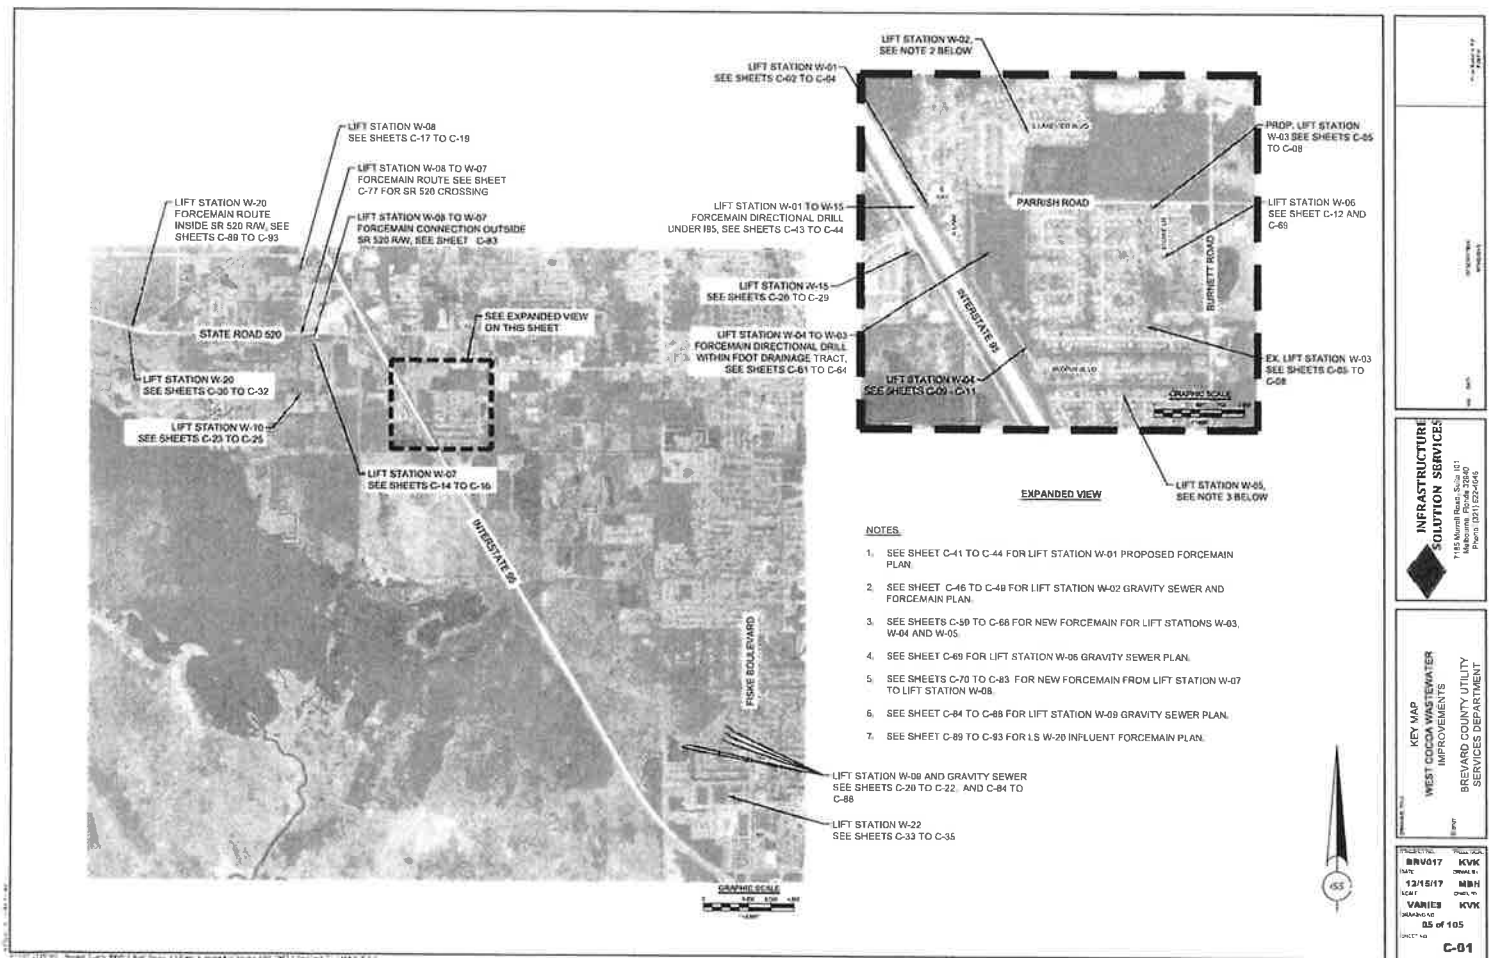 LIFT STATION W-02,
SEE NOTE 2 BELOW
LIFT STATION W-01
SEE SHEETS C-02 TO C-04
LIFT STATION W-08
SEE SHEETS C-17 TO C-19
LIFT STATION W-08 TO W-07
FORCEMAIN ROUTE SEE SHEET
C-77 FOR SR 520 CROSSING
LIFT STATION W-20
FORCEMAIN ROUTE
INSIDE SR 520 R/W, SEE
SHEETS C-89 TO C-93
LIFT STATION W-08 TO W-07
FORCEMAIN CONNECTION OUTSIDE
SR 520 R/W, SEE SHEET C-83
STATE ROAD 520
SEE EXPANDED VIEW
ON THIS SHEET
LIFT STATION W-20
SEE SHEETS C-30 TO C-32
LIFT STATION W-10
SEE SHEETS C-23 TO C-25
LIFT STATION W-07
SEE SHEETS C-14 TO C-16
INTERSTATE 95
FISKE BOULEVARD
LIFT STATION W-09 AND GRAVITY SEWER
SEE SHEETS C-20 TO C-22, AND C-84 TO
C-88
LIFT STATION W-22
SEE SHEETS C-33 TO C-35
GRAPHIC SCALE
PROP. LIFT STATION
W-03 SEE SHEETS C-05
TO C-08
LIFT STATION W-01 TO W-15
FORCEMAIN DIRECTIONAL DRILL
UNDER I95, SEE SHEETS C-43 TO C-44
PARRISH ROAD
LIFT STATION W-06
SEE SHEET C-12 AND
C-69
BURNETT ROAD
LIFT STATION W-15
SEE SHEETS C-26 TO C-29
INTERSTATE 95
LIFT STATION W-04 TO W-03
FORCEMAIN DIRECTIONAL DRILL
WITHIN FDOT DRAINAGE TRACT,
SEE SHEETS C-61 TO C-64
EX. LIFT STATION W-03
SEE SHEETS C-05 TO
C-08
LIFT STATION W-04
SEE SHEETS C-09 - C-11
GRAPHIC SCALE
LIFT STATION W-05,
SEE NOTE 3 BELOW
EXPANDED VIEW
NOTES
1. SEE SHEET C-41 TO C-44 FOR LIFT STATION W-01 PROPOSED FORCEMAIN
PLAN.
2. SEE SHEET C-46 TO C-49 FOR LIFT STATION W-02 GRAVITY SEWER AND
FORCEMAIN PLAN.
3. SEE SHEETS C-50 TO C-68 FOR NEW FORCEMAIN FOR LIFT STATIONS W-03,
W-04 AND W-05.
4. SEE SHEET C-69 FOR LIFT STATION W-06 GRAVITY SEWER PLAN.
5. SEE SHEETS C-70 TO C-83 FOR NEW FORCEMAIN FROM LIFT STATION W-07
TO LIFT STATION W-08.
6. SEE SHEET C-84 TO C-88 FOR LIFT STATION W-09 GRAVITY SEWER PLAN.
7. SEE SHEET C-89 TO C-93 FOR LS W-20 INFLUENT FORCEMAIN PLAN.
ISS
INFRASTRUCTURE
SOLUTION SERVICES
7185 Murrell Road, Suite 101
Melbourne, Florida 32940
Phone: (321) 622-4646
KEY MAP
WEST COCOA WASTEWATER
IMPROVEMENTS
BREVARD COUNTY UTILITY
SERVICES DEPARTMENT
BRV017 KVK
12/15/17 MBH
VARIES KVK
05 of 105
C-01